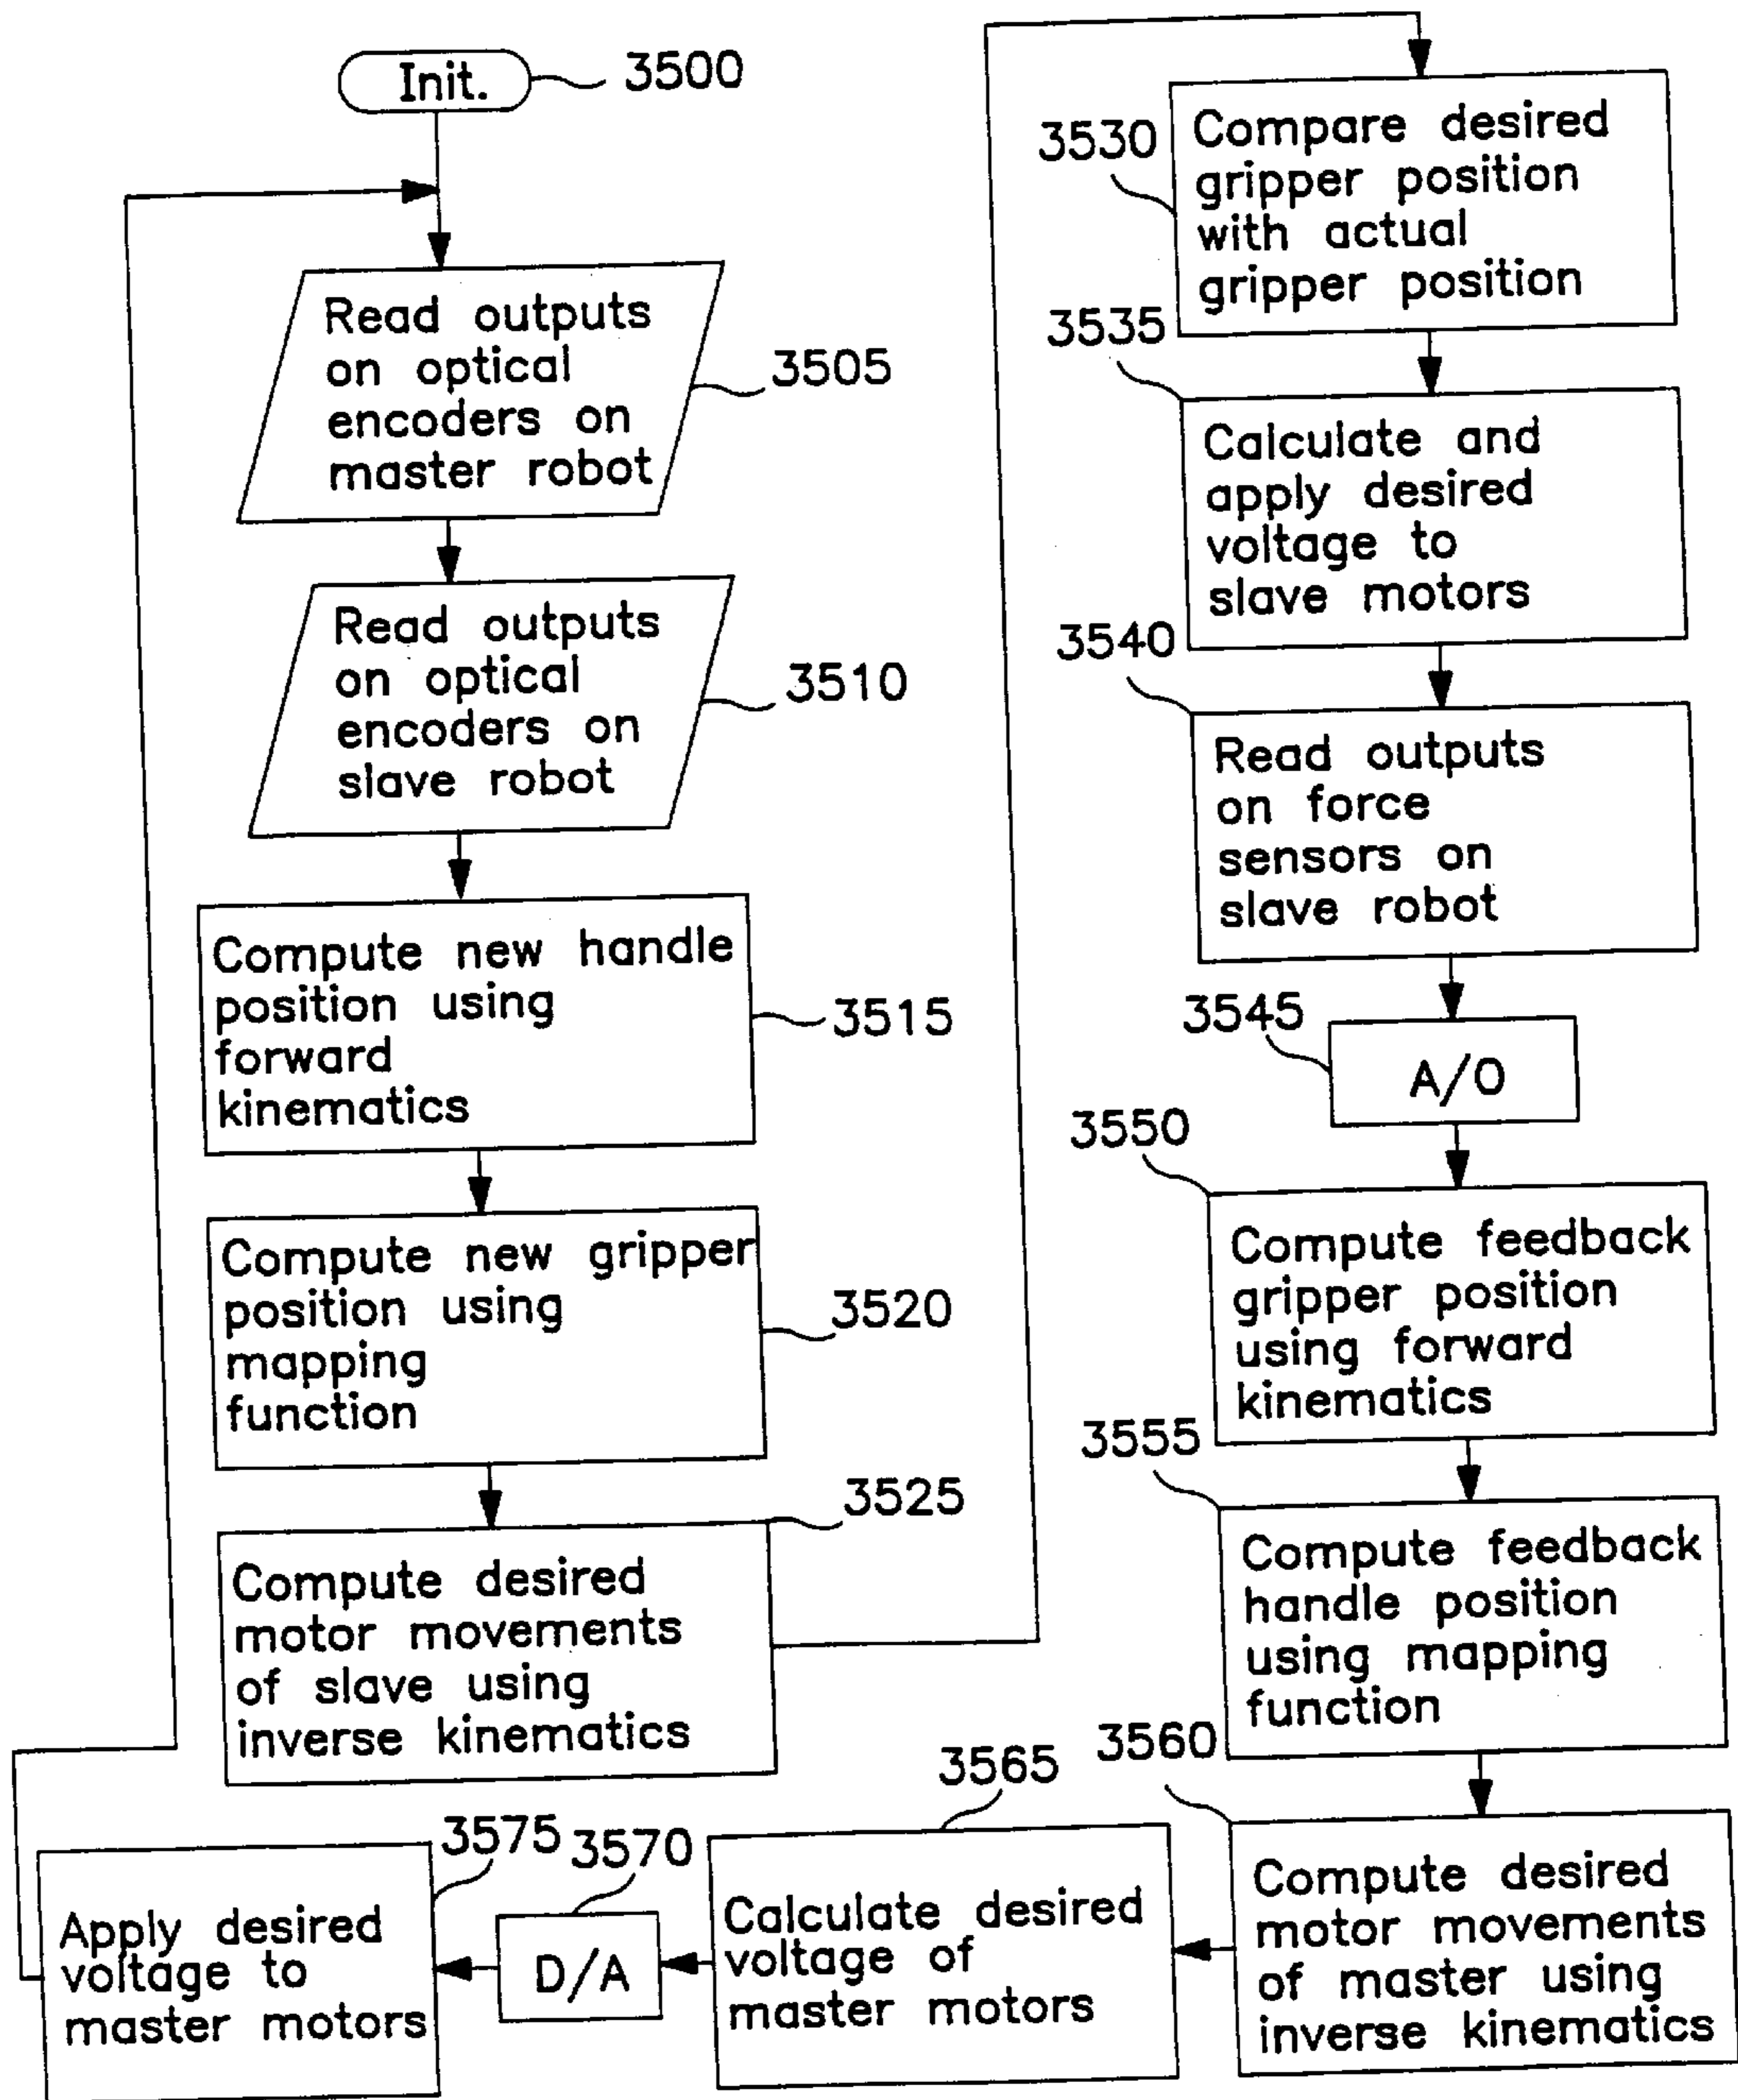 Init.
3500
Read outputs
on optical
encoders on
master robot
3505
Read outputs
on optical
encoders on
slave robot
3510
Compute new handle
position using
forward
kinematics
3515
Compute new gripper
position using
mapping
function
3520
Compute desired
motor movements
of slave using
inverse kinematics
3525
3530
Compare desired
gripper position
with actual
gripper position
3535
Calculate and
apply desired
voltage to
slave motors
3540
Read outputs
on force
sensors on
slave robot
3545
A/O
3550
Compute feedback
gripper position
using forward
kinematics
3555
Compute feedback
handle position
using mapping
function
3560
Compute desired
motor movements
of master using
inverse kinematics
3565
Calculate desired
voltage of
master motors
3570
D/A
3575
Apply desired
voltage to
master motors